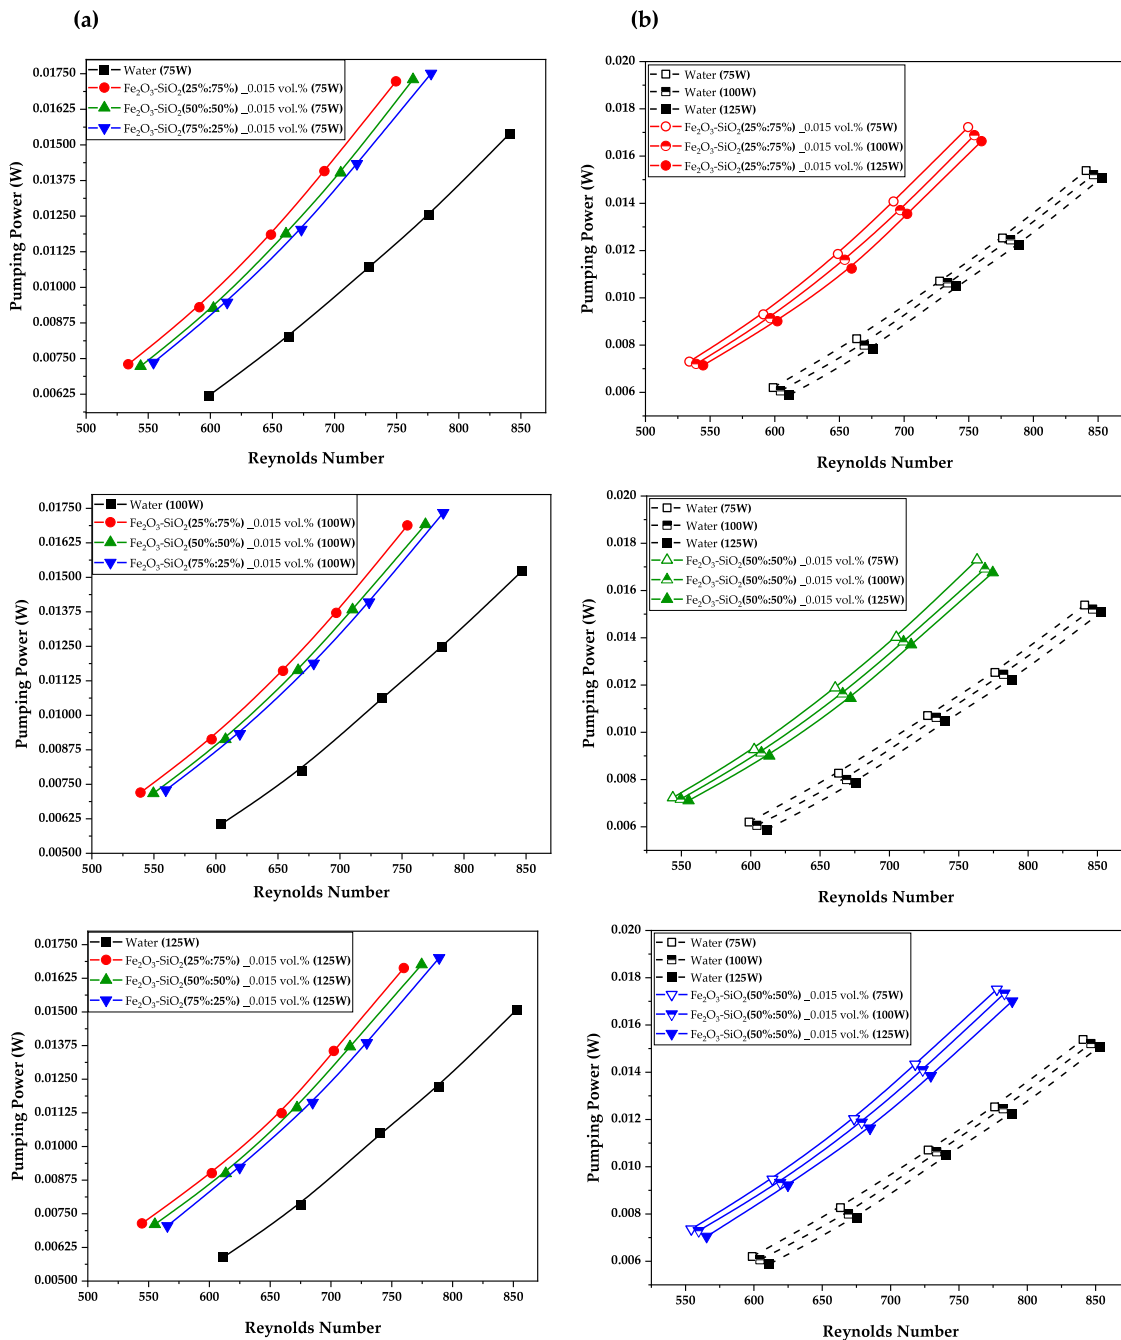 (a)
(b)
0.01750
0.01625
0.01500
0.01375
0.01250
0.01125
0.01000
0.00875
0.00750
0.00625
Pumping Power (W)
Water (75W)
Fe₂O₃-SiO₂(25%:75%) _0.015 vol.% (75W)
Fe₂O₃-SiO₂(50%:50%) _0.015 vol.% (75W)
Fe₂O₃-SiO₂(75%:25%) _0.015 vol.% (75W)
500 550 600 650 700 750 800 850
Reynolds Number
0.020
0.018
0.016
0.014
0.012
0.010
0.008
0.006
Pumping Power (W)
Water (75W)
Water (100W)
Water (125W)
Fe₂O₃-SiO₂(25%:75%) _0.015 vol.% (75W)
Fe₂O₃-SiO₂(25%:75%) _0.015 vol.% (100W)
Fe₂O₃-SiO₂(25%:75%) _0.015 vol.% (125W)
500 550 600 650 700 750 800 850
Reynolds Number
0.01750
0.01625
0.01500
0.01375
0.01250
0.01125
0.01000
0.00875
0.00750
0.00625
0.00500
Pumping Power (W)
Water (100W)
Fe₂O₃-SiO₂(25%:75%) _0.015 vol.% (100W)
Fe₂O₃-SiO₂(50%:50%) _0.015 vol.% (100W)
Fe₂O₃-SiO₂(75%:25%) _0.015 vol.% (100W)
500 550 600 650 700 750 800 850
Reynolds Number
0.020
0.018
0.016
0.014
0.012
0.010
0.008
0.006
Pumping Power (W)
Water (75W)
Water (100W)
Water (125W)
Fe₂O₃-SiO₂(50%:50%) _0.015 vol.% (75W)
Fe₂O₃-SiO₂(50%:50%) _0.015 vol.% (100W)
Fe₂O₃-SiO₂(50%:50%) _0.015 vol.% (125W)
550 600 650 700 750 800 850
Reynolds Number
0.01750
0.01625
0.01500
0.01375
0.01250
0.01125
0.01000
0.00875
0.00750
0.00625
0.00500
Pumping Power (W)
Water (125W)
Fe₂O₃-SiO₂(25%:75%) _0.015 vol.% (125W)
Fe₂O₃-SiO₂(50%:50%) _0.015 vol.% (125W)
Fe₂O₃-SiO₂(75%:25%) _0.015 vol.% (125W)
500 550 600 650 700 750 800 850
Reynolds Number
0.020
0.018
0.016
0.014
0.012
0.010
0.008
0.006
Pumping Power (W)
Water (75W)
Water (100W)
Water (125W)
Fe₂O₃-SiO₂(50%:50%) _0.015 vol.% (75W)
Fe₂O₃-SiO₂(50%:50%) _0.015 vol.% (100W)
Fe₂O₃-SiO₂(50%:50%) _0.015 vol.% (125W)
550 600 650 700 750 800 850
Reynolds Number